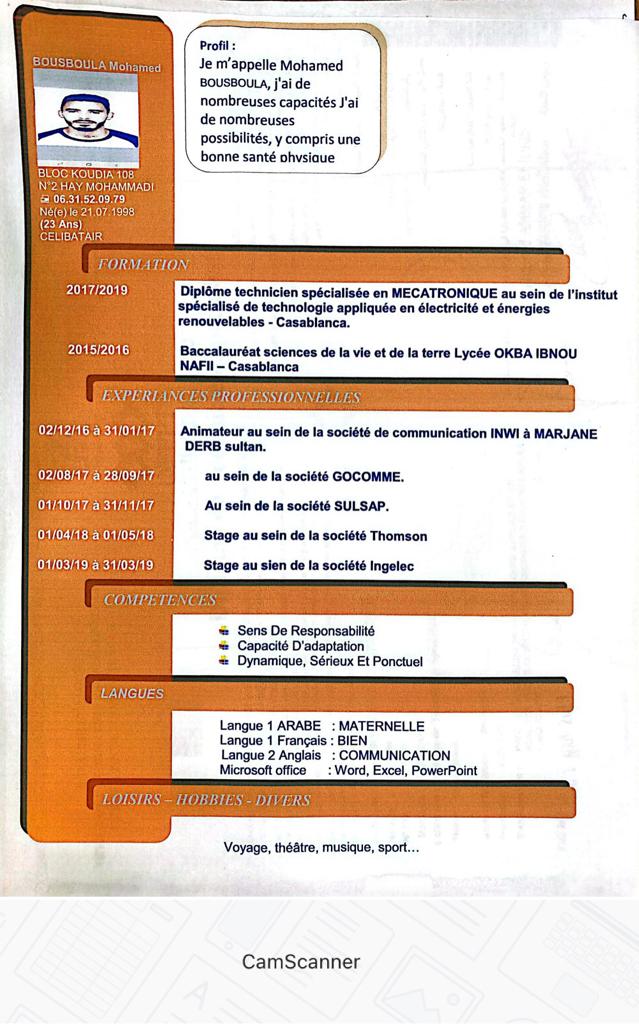 BOUSBOULA Mohamed
BLOC KOUDIA 108
N°2 HAY MOHAMMADI
06.31.52.09.79
Né(e) le 21.07.1998
(23 Ans)
CELIBATAIR
Profil :
Je m'appelle Mohamed
BOUSBOULA, j'ai de
nombreuses capacités J'ai
de nombreuses
possibilités, y compris une
bonne santé physique
FORMATION
2017/2019 Diplôme technicien spécialisée en MECATRONIQUE au sein de l'institut
spécialisé de technologie appliquée en électricité et énergies
renouvelables - Casablanca.
2015/2016 Baccalauréat sciences de la vie et de la terre Lycée OKBA IBNOU
NAFII – Casablanca
EXPERIANCES PROFESSIONNELLES
02/12/16 à 31/01/17 Animateur au sein de la société de communication INWI à MARJANE
DERB sultan.
02/08/17 à 28/09/17 au sein de la société GOCOMME.
01/10/17 à 31/11/17 Au sein de la société SULSAP.
01/04/18 à 01/05/18 Stage au sein de la société Thomson
01/03/19 à 31/03/19 Stage au sien de la société Ingelec
COMPETENCES
Sens De Responsabilité
Capacité D'adaptation
Dynamique, Sérieux Et Ponctuel
LANGUES
Langue 1 ARABE : MATERNELLE
Langue 1 Français : BIEN
Langue 2 Anglais : COMMUNICATION
Microsoft office : Word, Excel, PowerPoint
LOISIRS – HOBBIES - DIVERS
Voyage, théâtre, musique, sport...
CamScanner